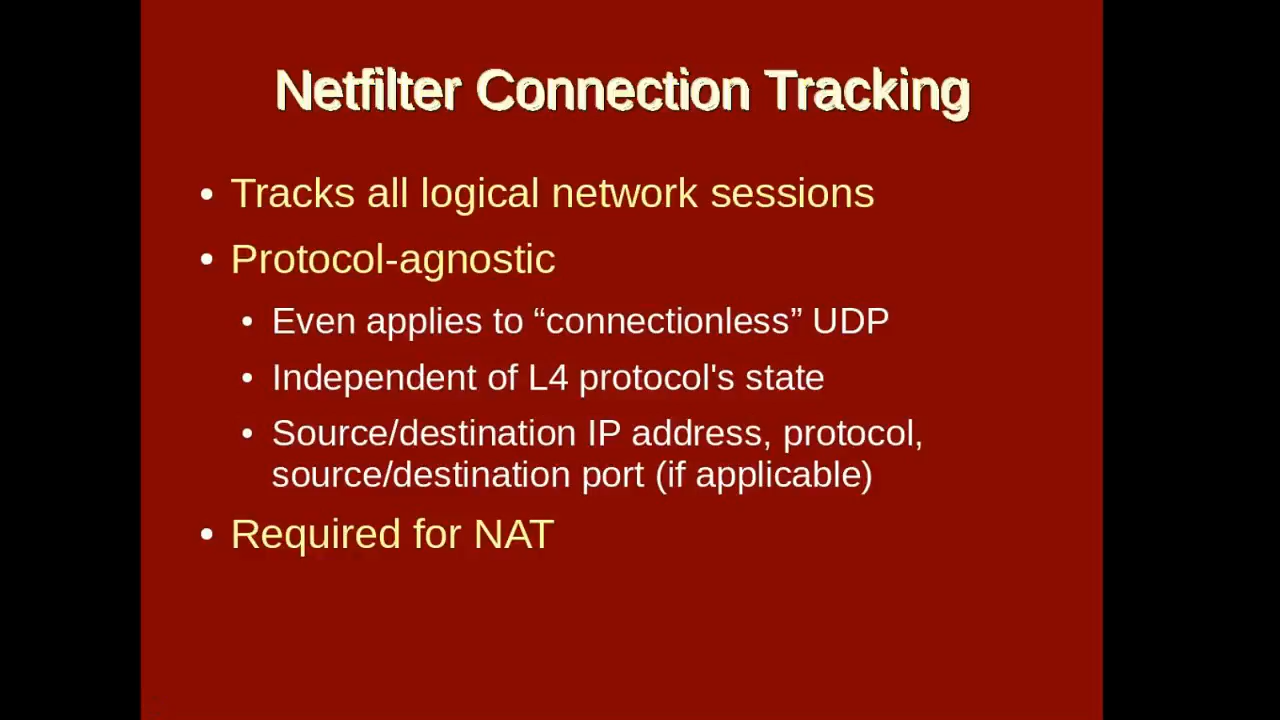 Netfilter Connection Tracking
• Tracks all logical network sessions
• Protocol-agnostic
• Even applies to “connectionless” UDP
• Independent of L4 protocol's state
• Source/destination IP address, protocol,
source/destination port (if applicable)
• Required for NAT